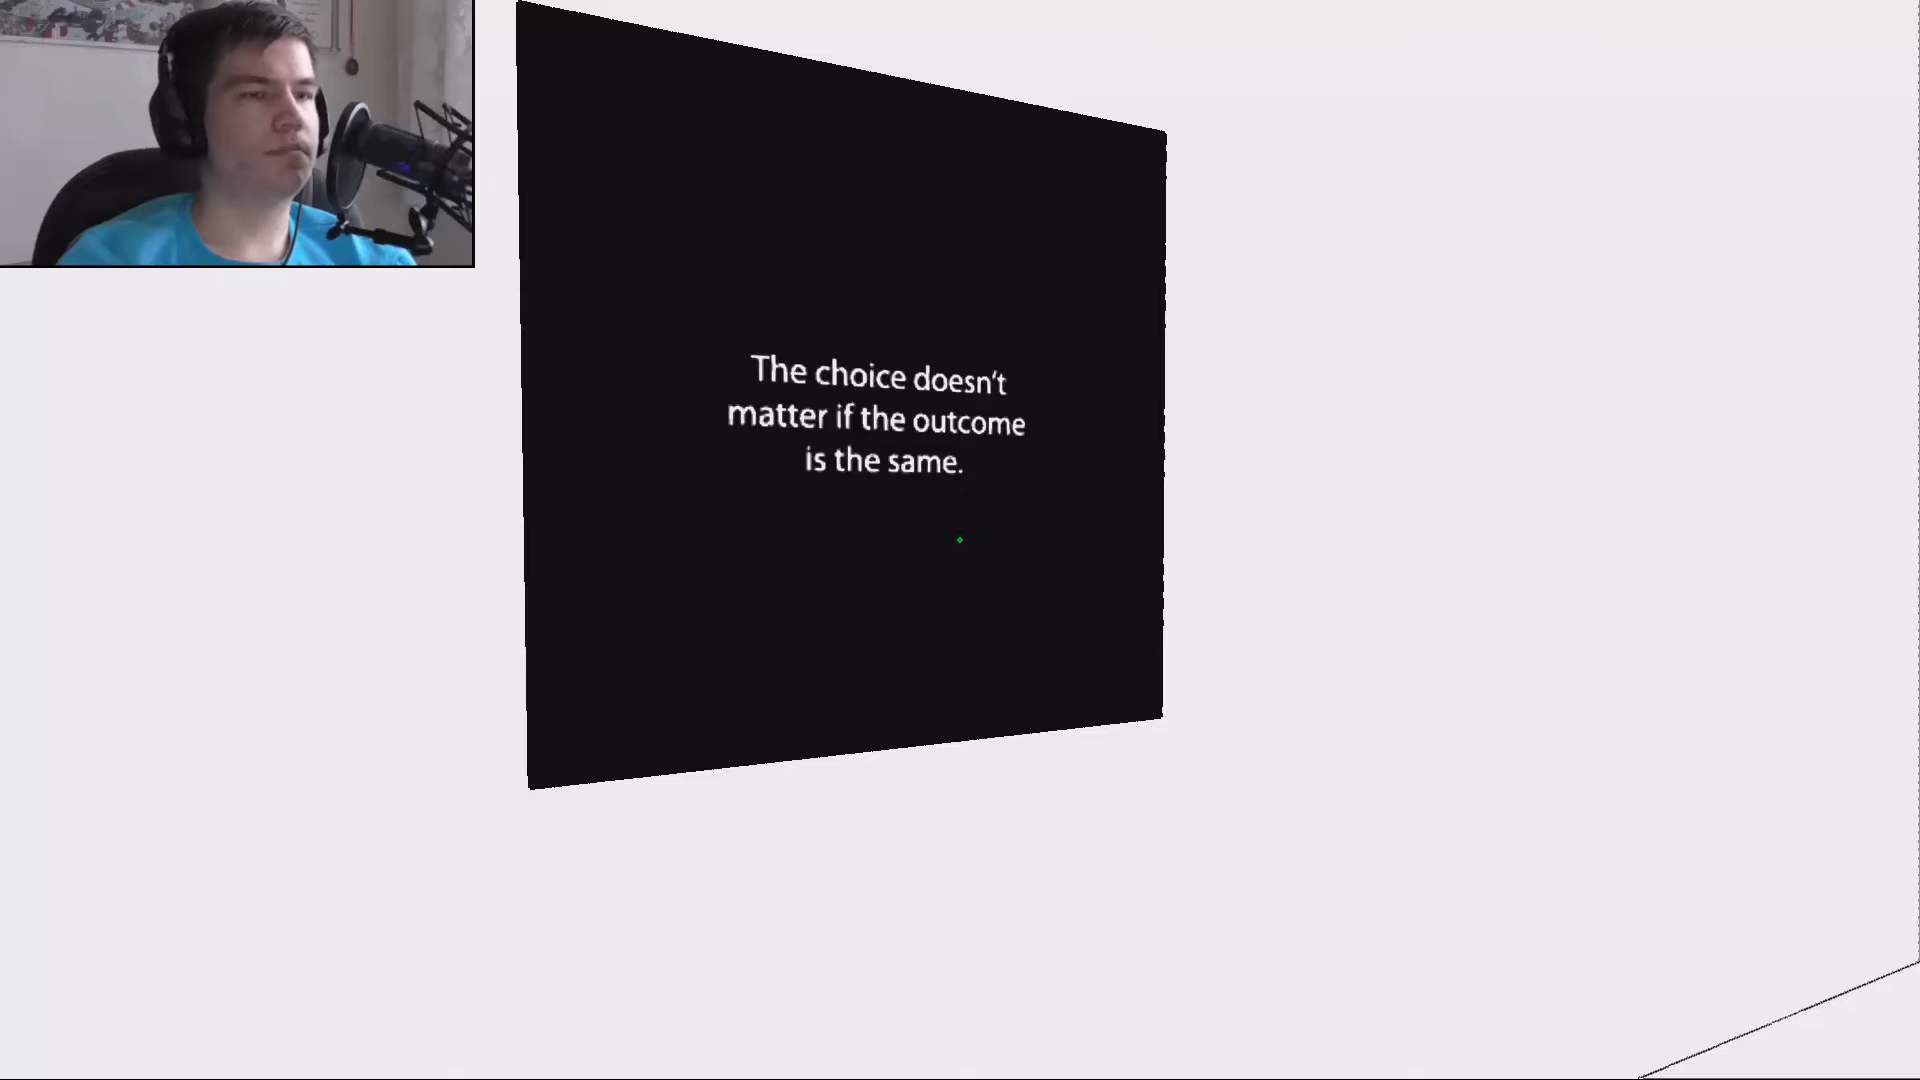 The choice doesn't
matter if the outcome
is the same.